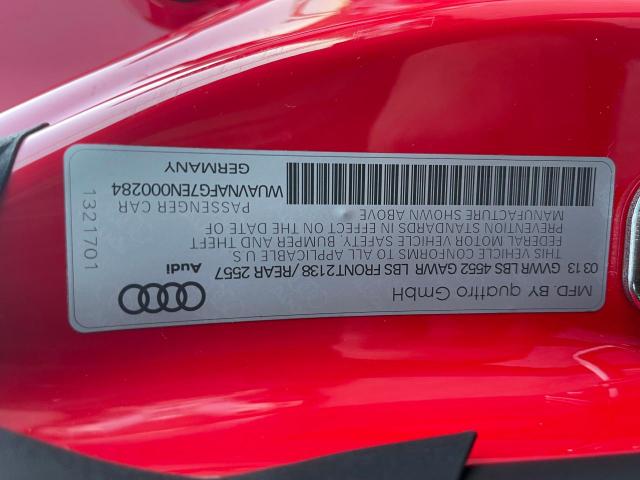 MFD. BY quattro GmbH
03.13 GVWR LBS 4552 GAWR LBS FRONT2138/REAR 2557
THIS VEHICLE CONFORMS TO ALL APPLICABLE U.S.
FEDERAL MOTOR VEHICLE SAFETY, BUMPER AND THEFT
PREVENTION STANDARDS IN EFFECT ON THE DATE OF
MANUFACTURE SHOWN ABOVE
PASSENGER CAR
WUAVNAFG7EN000284
GERMANY
Audi
1321701